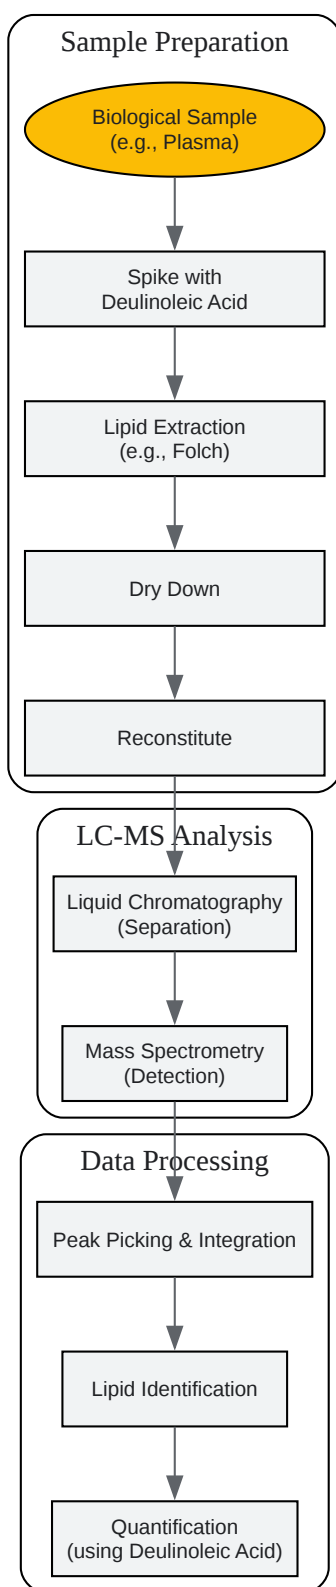 Sample Preparation
Biological Sample
(e.g., Plasma)
Spike with
Deulinoleic Acid
Lipid Extraction
(e.g., Folch)
Dry Down
Reconstitute
LC-MS Analysis
Liquid Chromatography
(Separation)
Mass Spectrometry
(Detection)
Data Processing
Peak Picking & Integration
Lipid Identification
Quantification
(using Deulinoleic Acid)